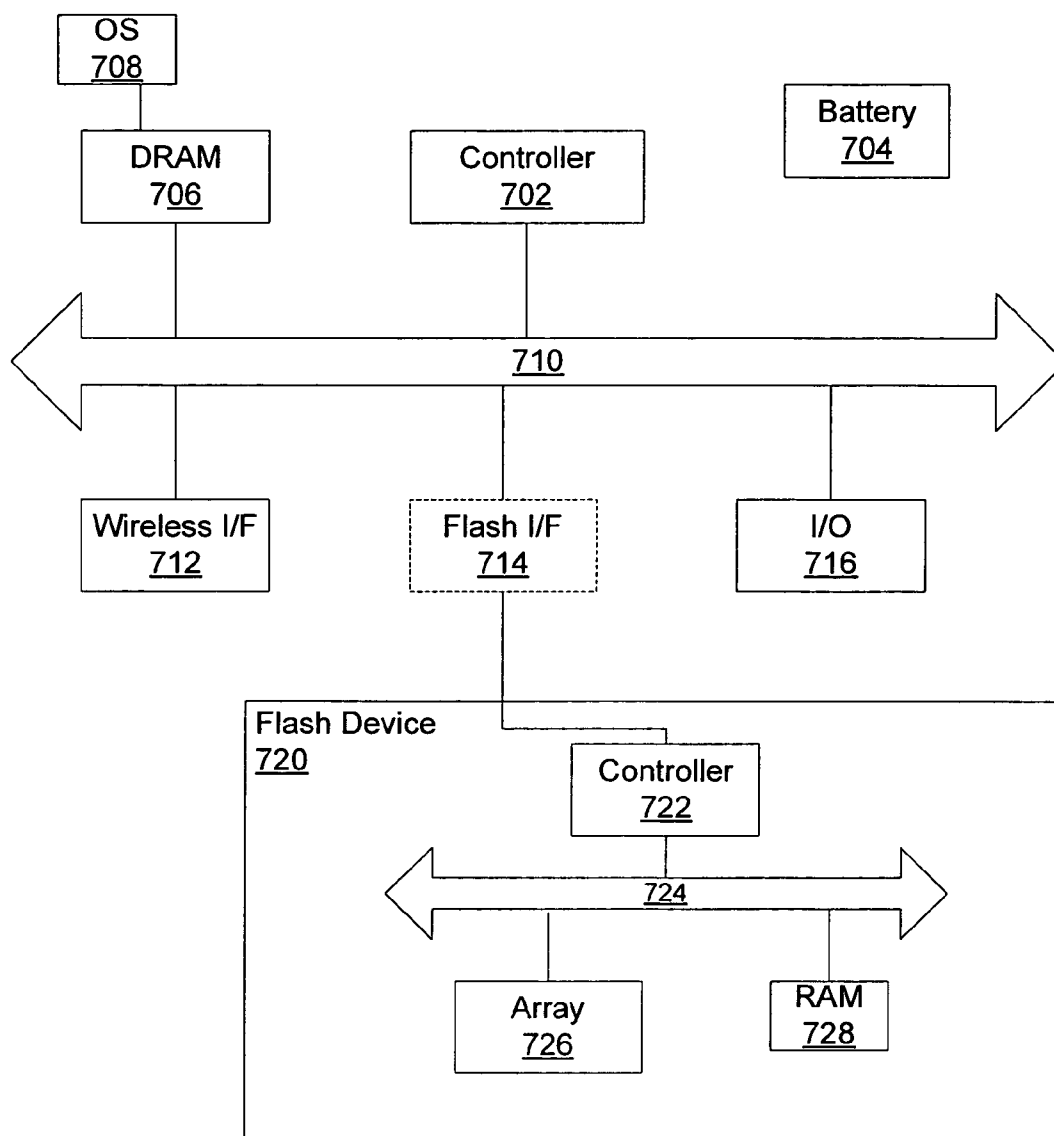 OS
708
Battery
704
DRAM
706
Controller
702
710
Wireless I/F
712
Flash I/F
714
I/O
716
Flash Device
720
Controller
722
724
Array
726
RAM
728